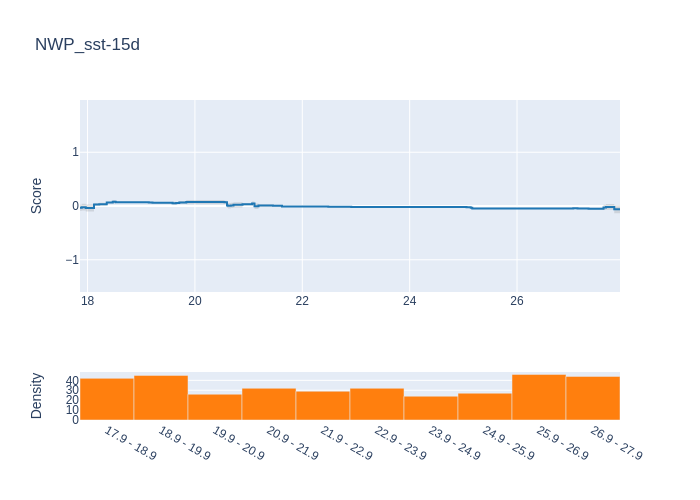 NWP_sst-15d
Score
1
0
−1
18 20 22 24 26
Density
40
30
20
10
0
17.9 - 18.9
18.9 - 19.9
19.9 - 20.9
20.9 - 21.9
21.9 - 22.9
22.9 - 23.9
23.9 - 24.9
24.9 - 25.9
25.9 - 26.9
26.9 - 27.9